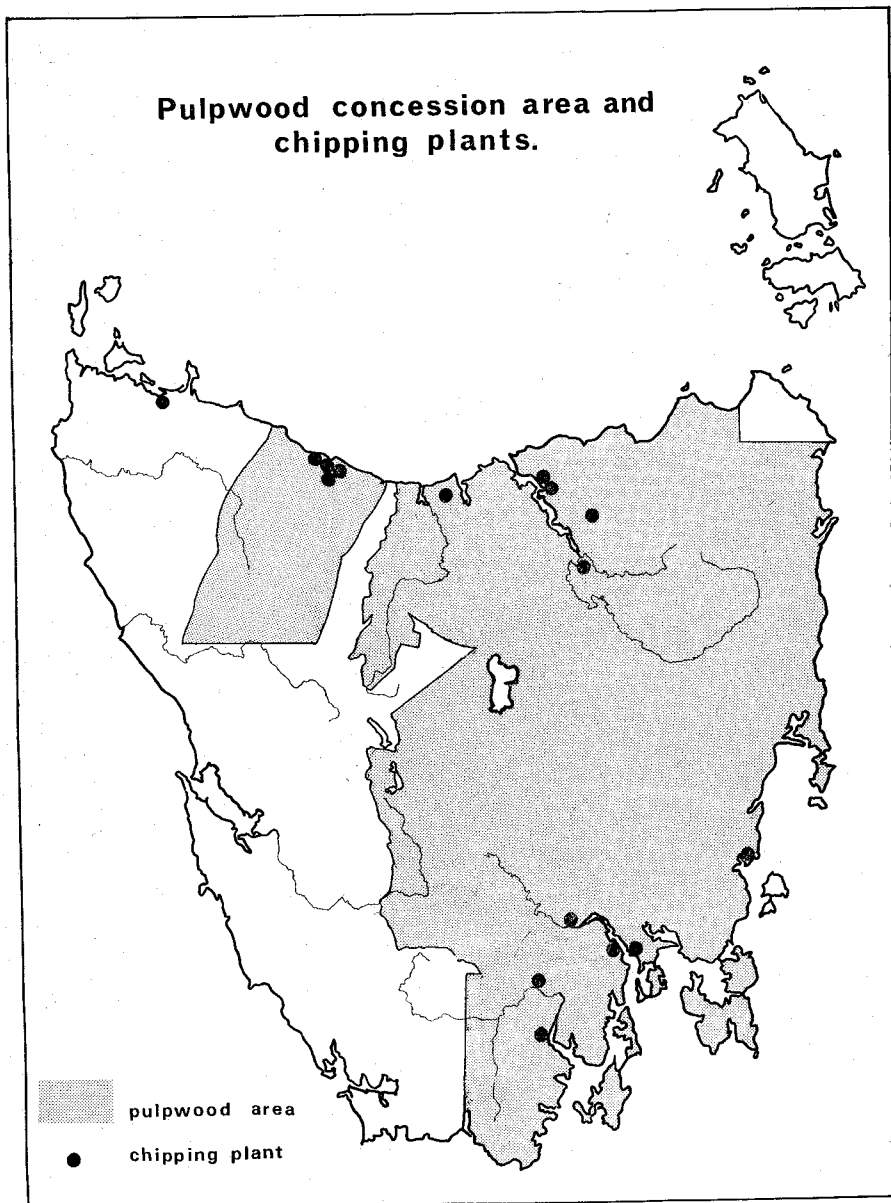 Pulpwood concession area and
chipping plants.
pulpwood area
chipping plant